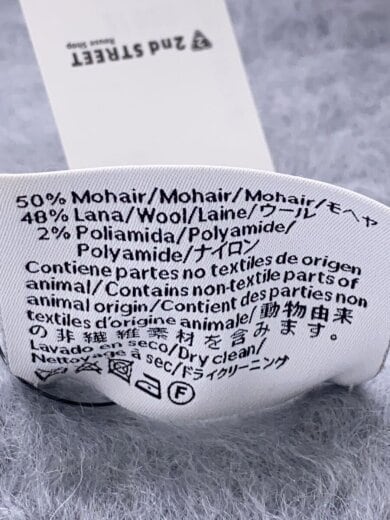 2nd STREET
Reuse Shop
50% Mohair/Mohair/Mohair/モヘヤ
48% Lana/Wool/Laine/ウール
2% Poliamida/Polyamide/
Polyamide/ナイロン
Contiene partes no textiles de origen
animal/Contains non-textile parts of
animal origin/Contient des parties non
textiles d'origine animale/動物由来
の非繊維素材を含みます。
Lavado en seco/Dry clean/
Nettoyage à sec/ドライクリーニング
F